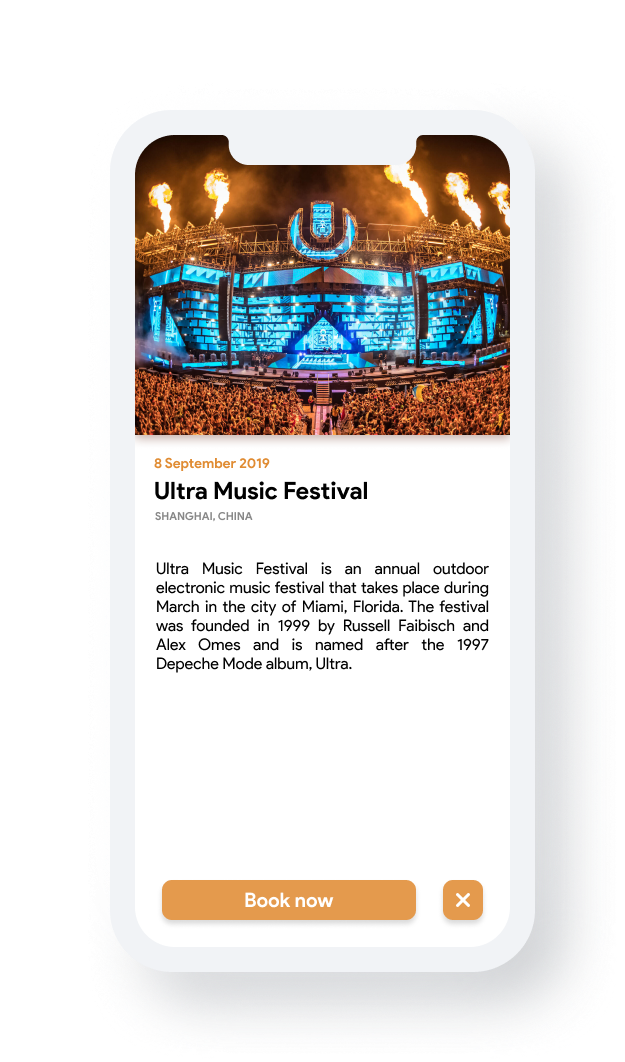 8 September 2019
Ultra Music Festival
SHANGHAI, CHINA
Ultra Music Festival is an annual outdoor
electronic music festival that takes place during
March in the city of Miami, Florida. The festival
was founded in 1999 by Russell Faibisch and
Alex Omes and is named after the 1997
Depeche Mode album, Ultra.
Book now